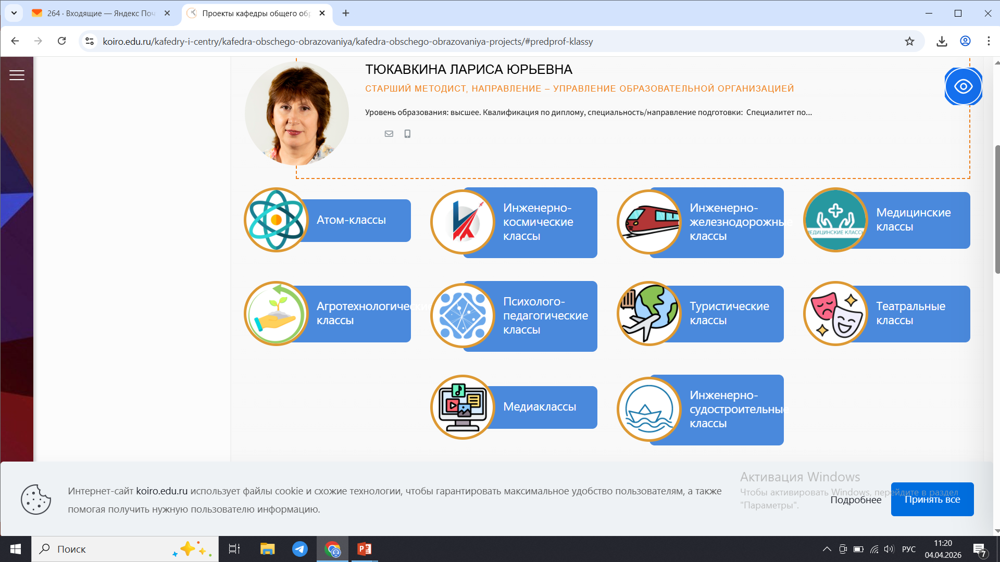 264 · Входящие — Яндекс Поч
Проекты кафедры общего обр
koiro.edu.ru/kafedry-i-centry/kafedra-obschego-obrazovaniya/kafedra-obschego-obrazovaniya-projects/#predprof-klassy
ТЮКАВКИНА ЛАРИСА ЮРЬЕВНА
СТАРШИЙ МЕТОДИСТ, НАПРАВЛЕНИЕ – УПРАВЛЕНИЕ ОБРАЗОВАТЕЛЬНОЙ ОРГАНИЗАЦИЕЙ
Уровень образования: высшее. Квалификация по диплому, специальность/направление подготовки: Специалитет по...
Атом-классы
Инженерно-
космические
классы
Инженерно-
железнодорожные
классы
ЕДИЦИНСКИЕ КЛАССЫ
Медицинские
классы
Агротехнологические
классы
Психолого-
педагогические
классы
Туристические
классы
Театральные
классы
Медиаклассы
Инженерно-
судостроительные
классы
Интернет-сайт koiro.edu.ru использует файлы cookie и схожие технологии, чтобы гарантировать максимальное удобство пользователям, а также
помогая получить нужную пользователю информацию.
Подробнее
Принять все
Активация Windows
Чтобы активировать Windows, перейдите в раздел
"Параметры".
Поиск
РУС
11:20
04.04.2026
7